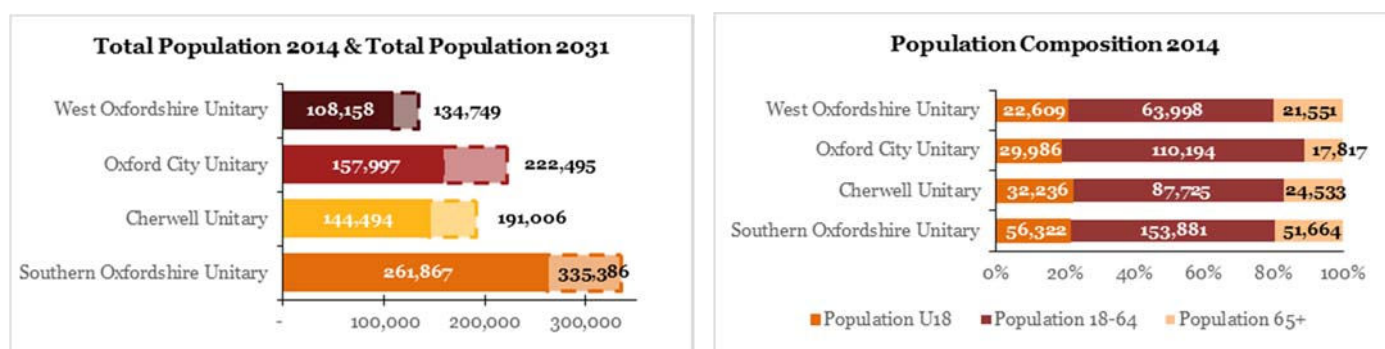 Total Population 2014 & Total Population 2031
West Oxfordshire Unitary 108,158 134,749
Oxford City Unitary 157,997 222,495
Cherwell Unitary 144,494 191,006
Southern Oxfordshire Unitary 261,867 335,386
- 100,000 200,000 300,000
Population Composition 2014
West Oxfordshire Unitary 22,609 63,998 21,551
Oxford City Unitary 29,986 110,194 17,817
Cherwell Unitary 32,236 87,725 24,533
Southern Oxfordshire Unitary 56,322 153,881 51,664
0% 20% 40% 60% 80% 100%
Population U18 Population 18-64 Population 65+